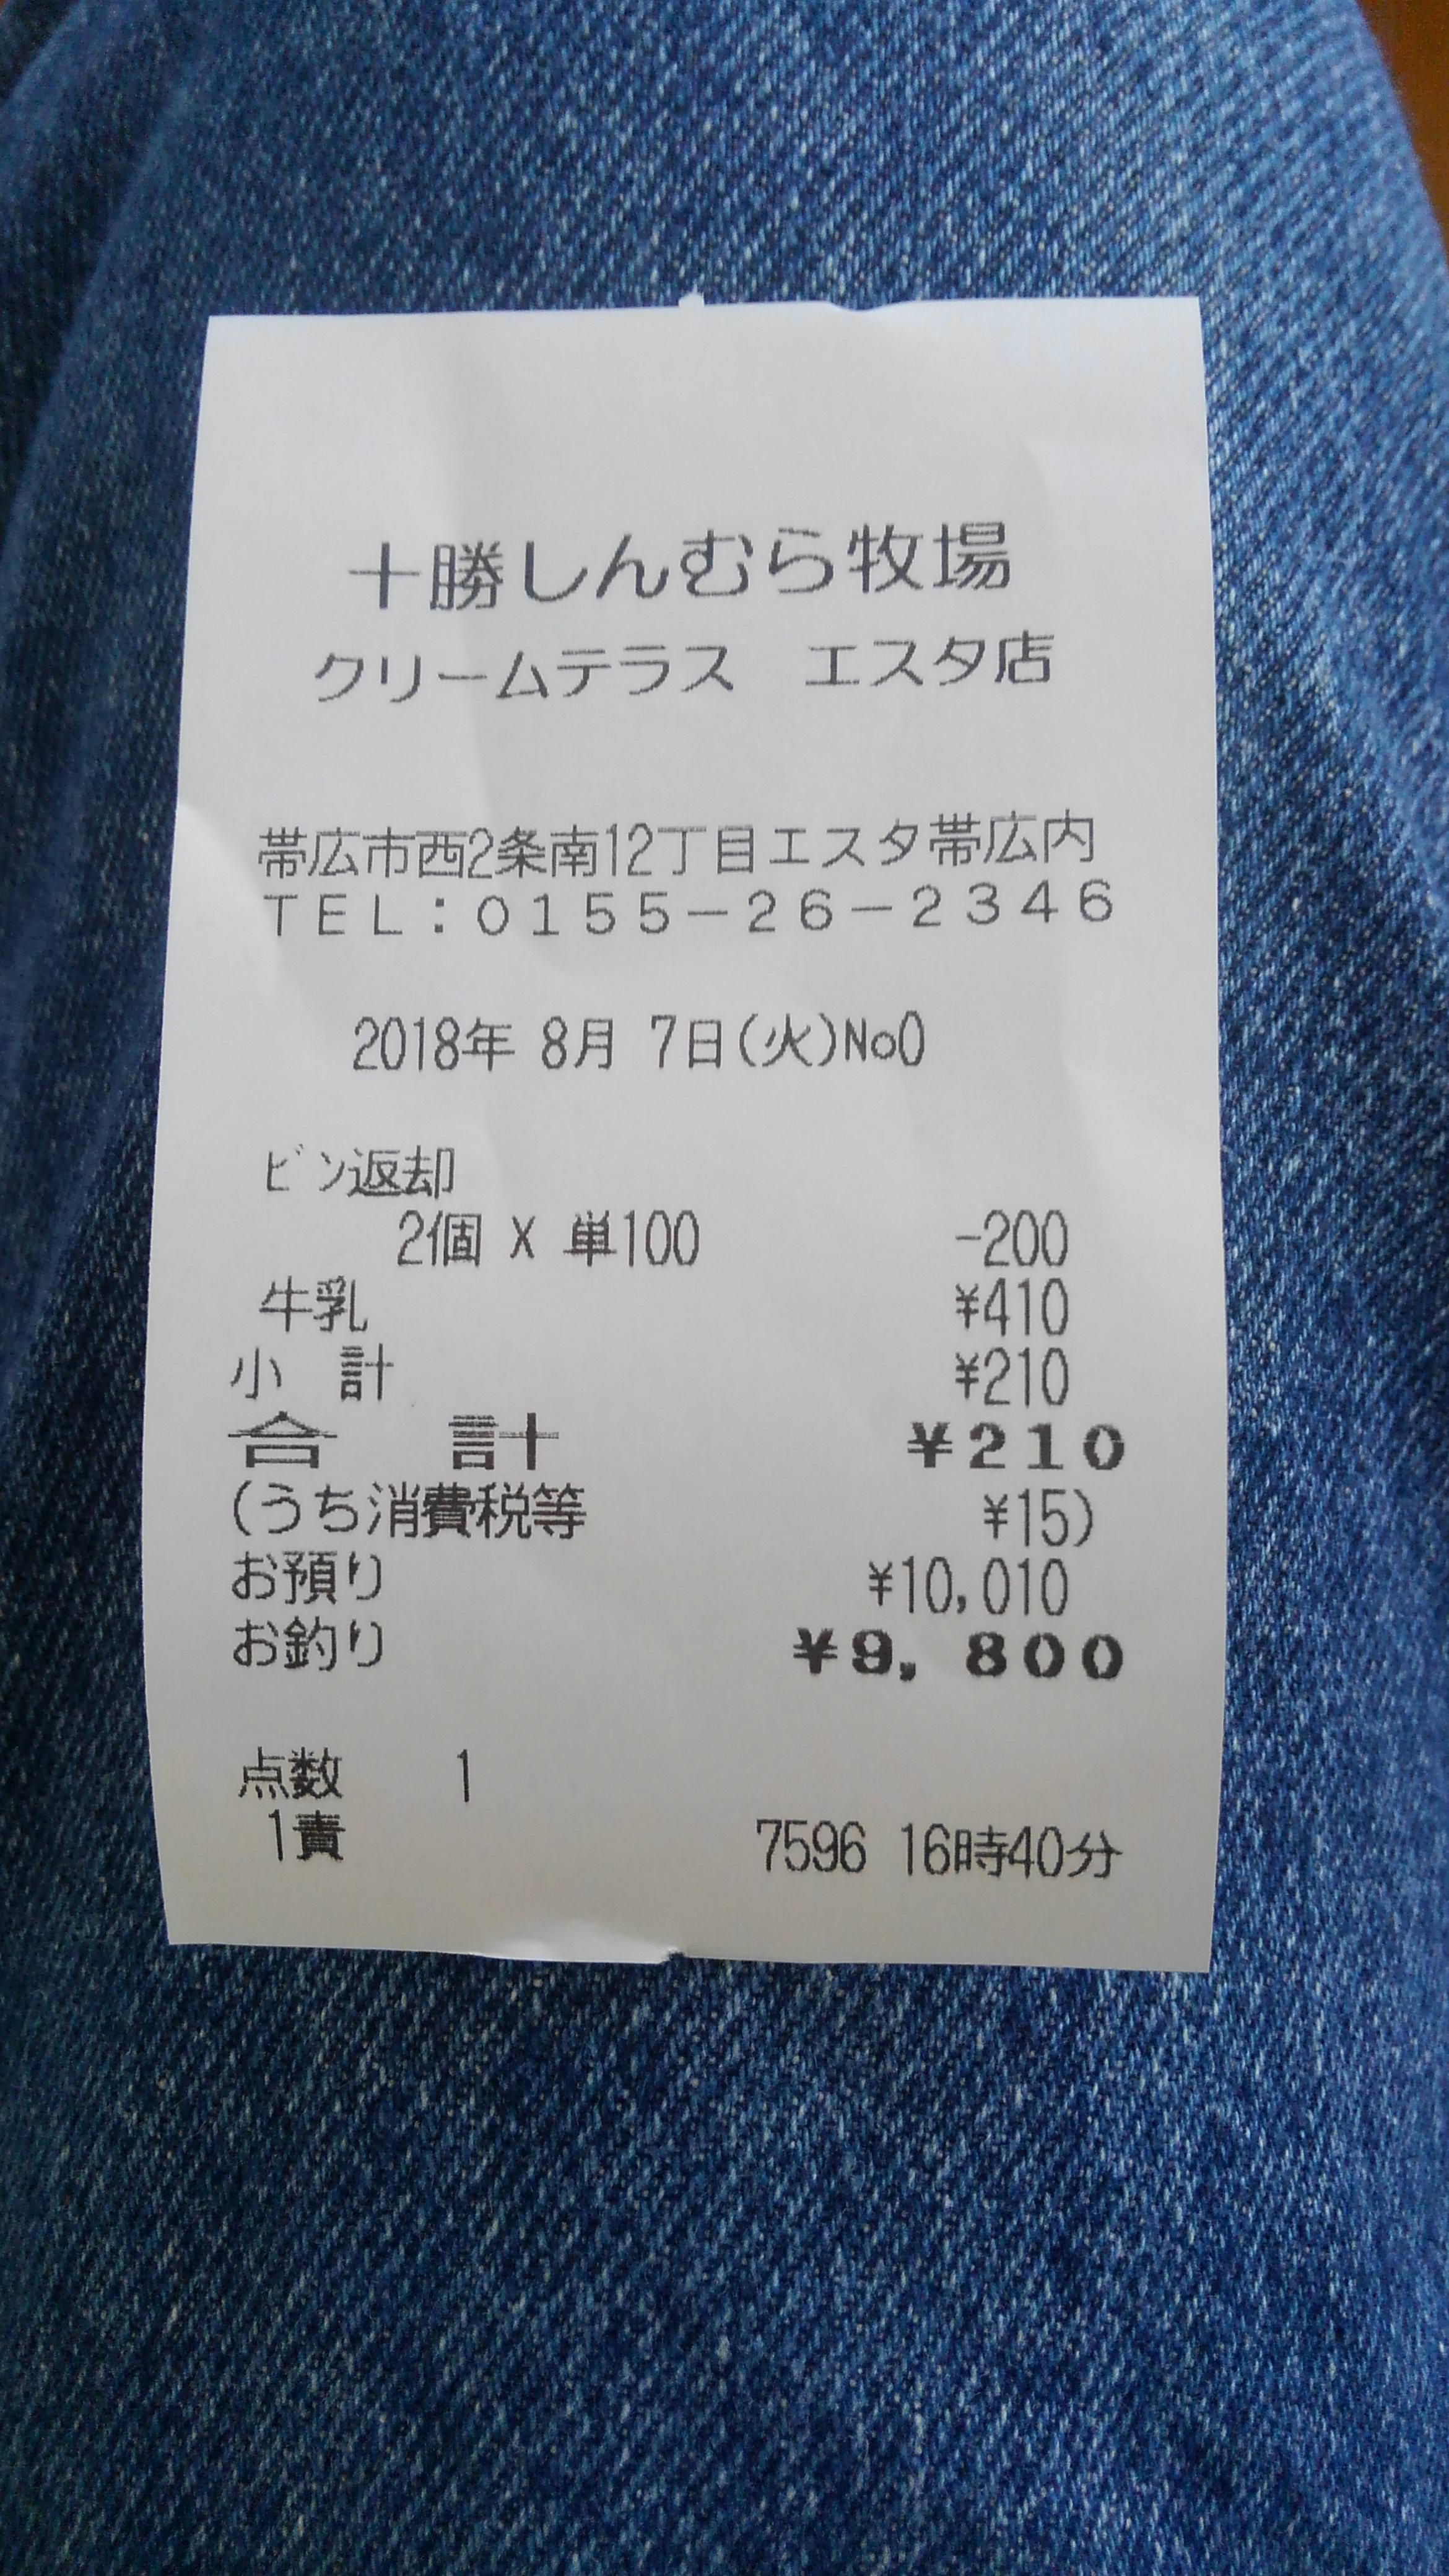 十勝しんむら牧場
クリームテラス　エスタ店
帯広市西2条南12丁目エスタ帯広内
ＴＥＬ：０１５５－２６－２３４６
2018年 8月 7日(火)No0
ﾋﾞﾝ返却
2個 X 単100 -200
牛乳 ¥410
小　計 ¥210
合　計 ¥210
(うち消費税等 ¥15)
お預り ¥10,010
お釣り ¥9,800
点数 1
1責 7596 16時40分